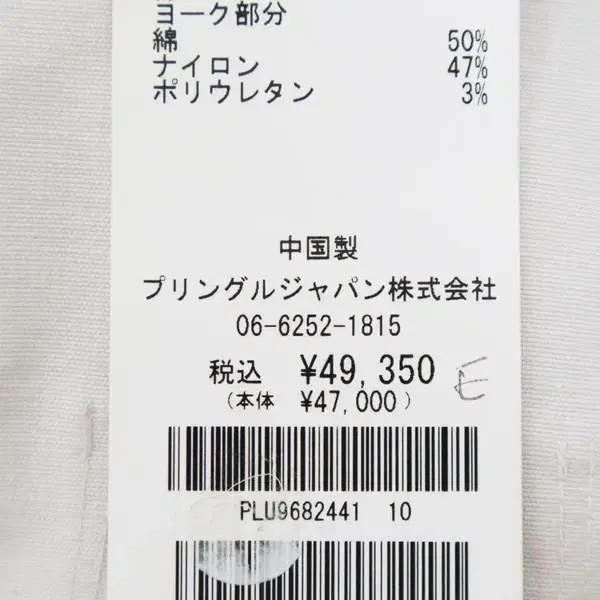 ヨーク部分
綿 50%
ナイロン 47%
ポリウレタン 3%
中国製
プリングルジャパン株式会社
06-6252-1815
税込 ¥49,350 E
(本体 ¥47,000)
PLU9682441 10